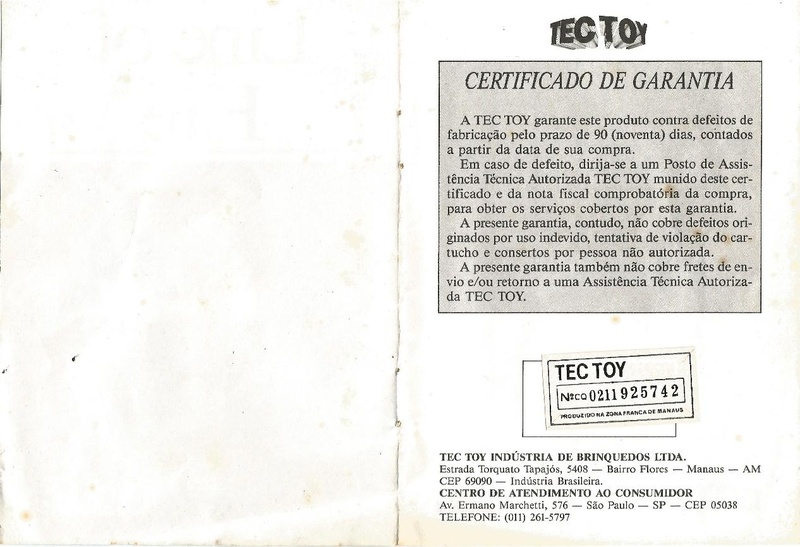 TEC TOY
CERTIFICADO DE GARANTIA
A TEC TOY garante este produto contra defeitos de
fabricação pelo prazo de 90 (noventa) dias, contados
a partir da data de sua compra.
Em caso de defeito, dirija-se a um Posto de Assis-
tência Técnica Autorizada TEC TOY munido deste cer-
tificado e da nota fiscal comprobatória da compra,
para obter os serviços cobertos por esta garantia.
A presente garantia, contudo, não cobre defeitos ori-
ginados por uso indevido, tentativa de violação do car-
tucho e consertos por pessoa não autorizada.
A presente garantia também não cobre fretes de en-
vio e/ou retorno a uma Assistência Técnica Autoriza-
da TEC TOY.
TEC TOY
Nº CQ 0211925742
PRODUZIDO NA ZONA FRANCA DE MANAUS
TEC TOY INDÚSTRIA DE BRINQUEDOS LTDA.
Estrada Torquato Tapajós, 5408 — Bairro Flores — Manaus — AM
CEP 69090 — Indústria Brasileira.
CENTRO DE ATENDIMENTO AO CONSUMIDOR
Av. Ermano Marchetti, 576 — São Paulo — SP — CEP 05038
TELEFONE: (011) 261-5797